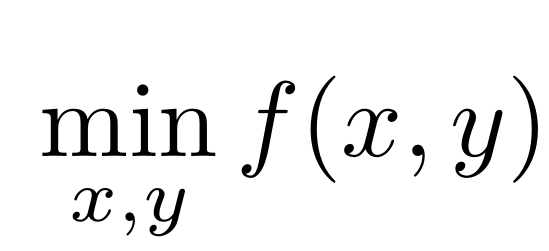 min f(x, y)
x,y